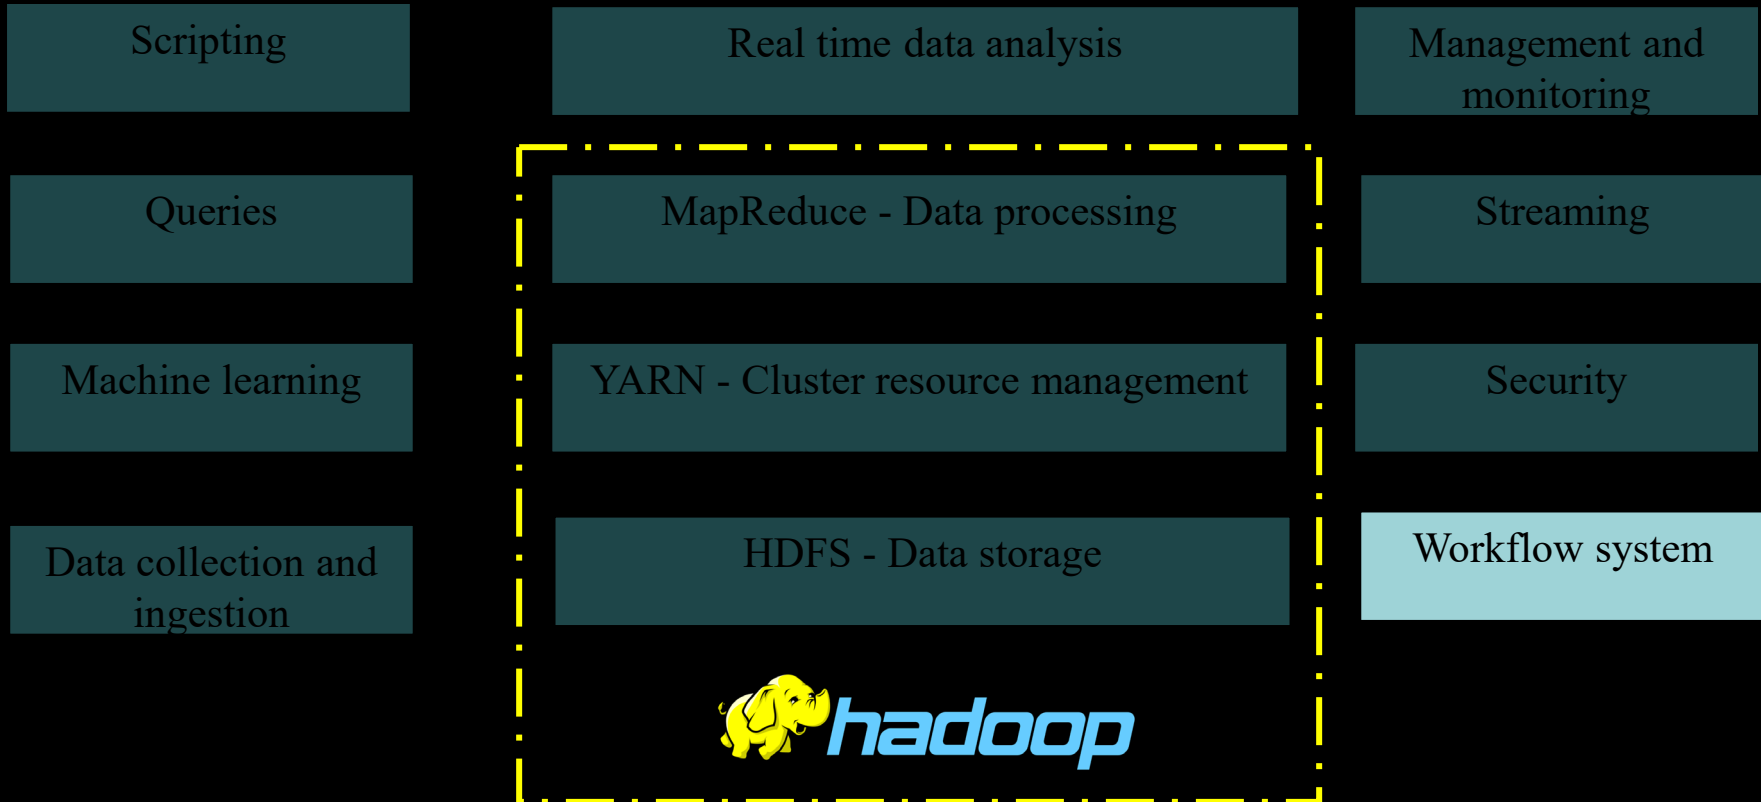 Scripting
Real time data analysis
Management and
monitoring
Queries
MapReduce - Data processing
Streaming
Machine learning
YARN - Cluster resource management
Security
Data collection and
ingestion
HDFS - Data storage
Workflow system
hadoop